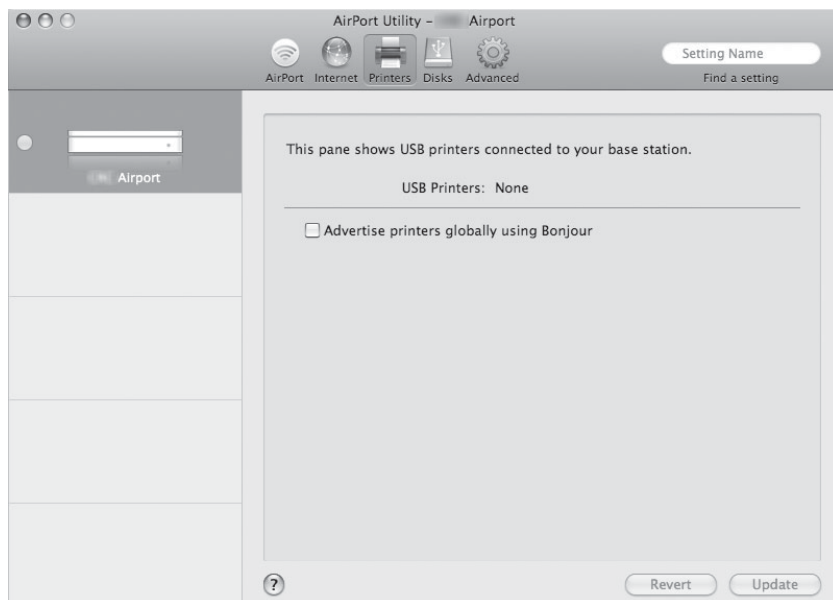 AirPort Utility – Airport
AirPort Internet Printers Disks Advanced
Setting Name
Find a setting
Airport
This pane shows USB printers connected to your base station.
USB Printers: None
Advertise printers globally using Bonjour
?
Revert Update